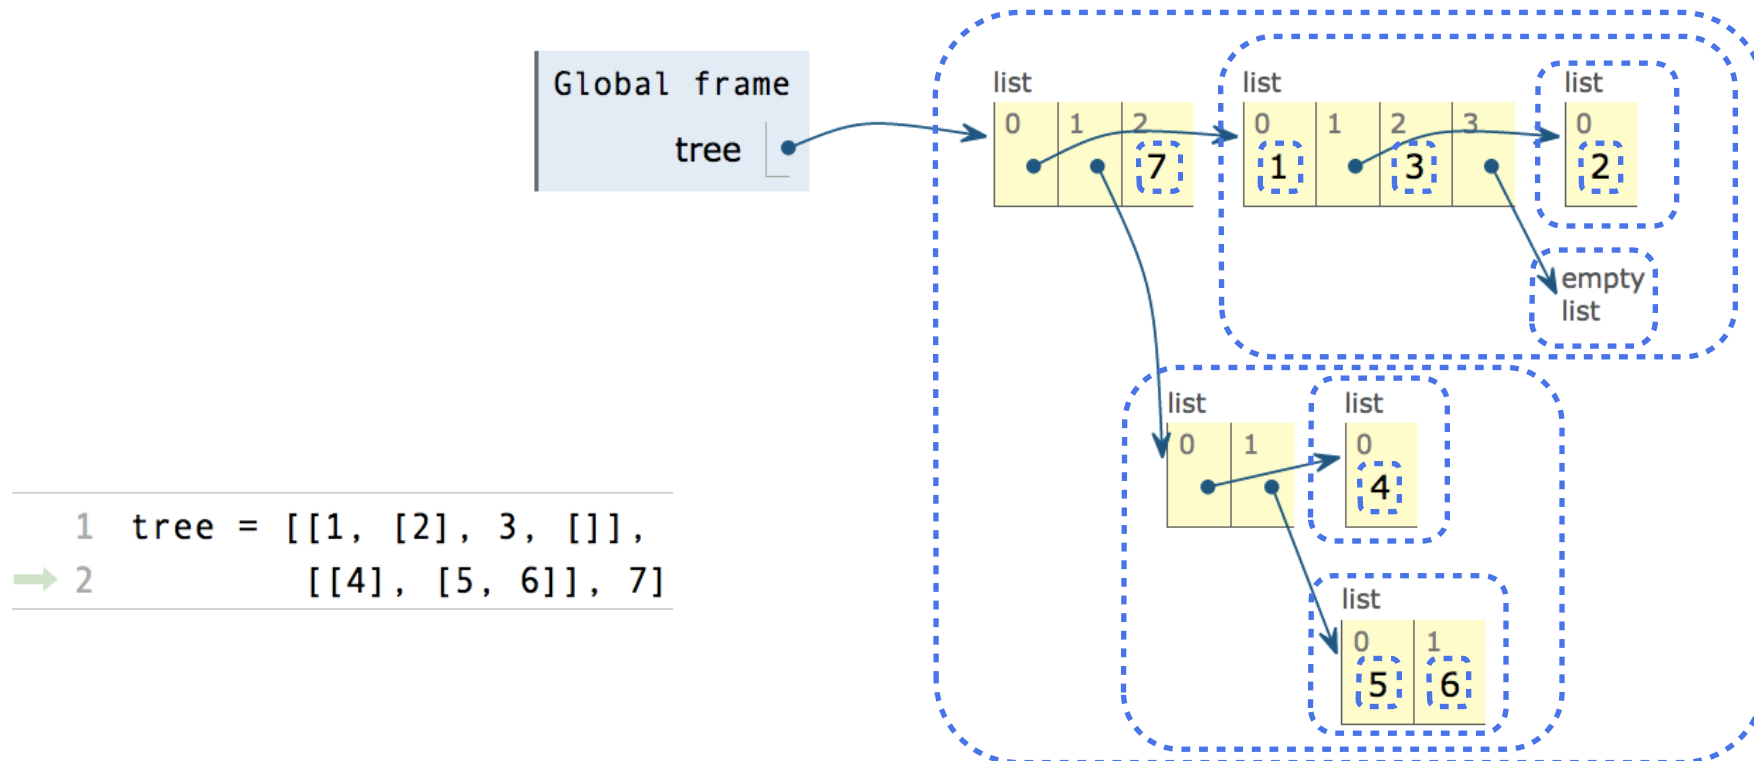 Global frame
tree
list
0 1 2
7
list
0 1 2 3
1 3
list
0
2
empty
list
list
0 1
list
0
4
list
0 1
5 6
1 tree = [[1, [2], 3, []],
2 [[4], [5, 6]], 7]